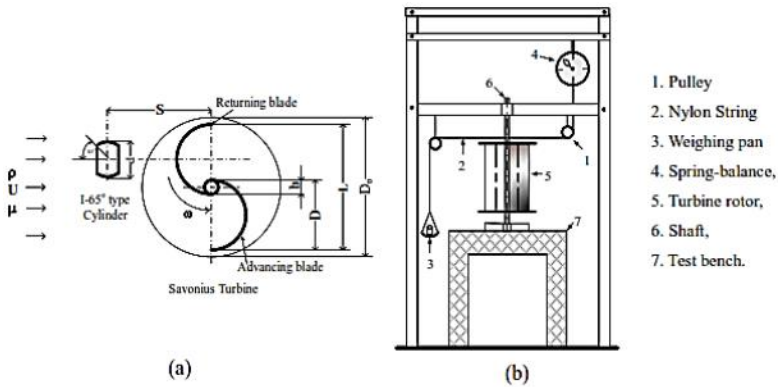 S
Returning blade
ρ
U
μ
I-65° type
Cylinder
ω
h
D
L
D₀
Advancing blade
Savonius Turbine
(a)
4
6
2
1
5
3
7
(b)
1. Pulley
2. Nylon String
3. Weighing pan
4. Spring-balance,
5. Turbine rotor,
6. Shaft,
7. Test bench.